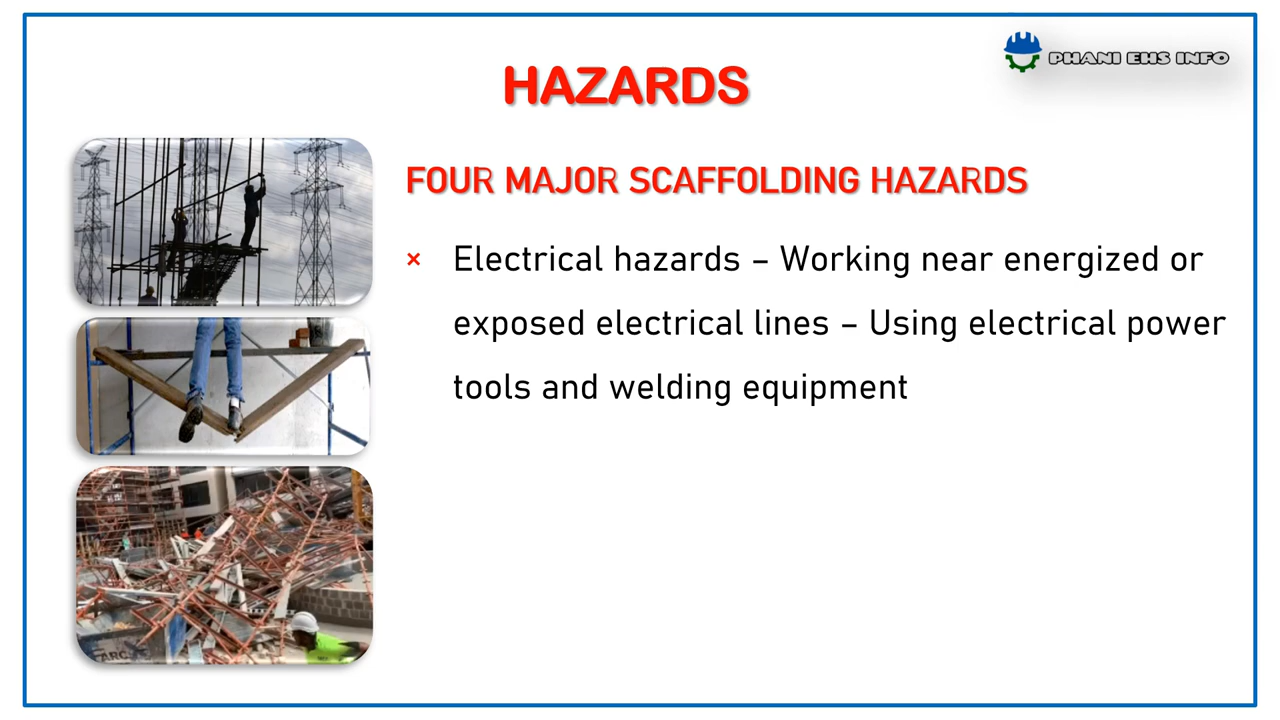 PHANI EHS INFO
HAZARDS
FOUR MAJOR SCAFFOLDING HAZARDS
× Electrical hazards – Working near energized or
exposed electrical lines – Using electrical power
tools and welding equipment
ARC